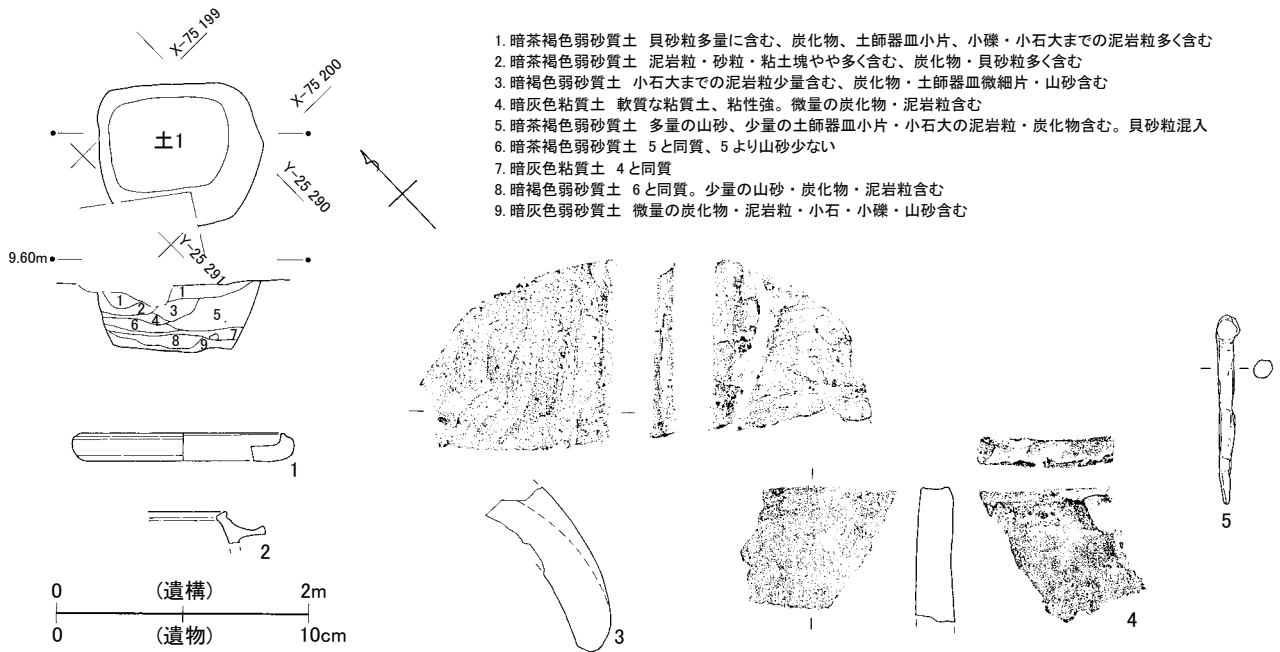 X-75 199
X-75 200
土1
Y-25 290
Y-25 291
9.60m
1
1
2
3
4
5
6
7
8
9
1. 暗茶褐色弱砂質土 貝砂粒多量に含む、炭化物、土師器皿小片、小礫・小石大までの泥岩粒多く含む
2. 暗茶褐色弱砂質土 泥岩粒・砂粒・粘土塊やや多く含む、炭化物・貝砂粒多く含む
3. 暗褐色弱砂質土 小石大までの泥岩粒少量含む、炭化物・土師器皿微細片・山砂含む
4. 暗灰色粘質土 軟質な粘質土、粘性強。微量の炭化物・泥岩粒含む
5. 暗茶褐色弱砂質土 多量の山砂、少量の土師器皿小片・小石大の泥岩粒・炭化物含む。貝砂粒混入
6. 暗茶褐色弱砂質土 5と同質、5より山砂少ない
7. 暗灰色粘質土 4と同質
8. 暗褐色弱砂質土 6と同質。少量の山砂・炭化物・泥岩粒含む
9. 暗灰色弱砂質土 微量の炭化物・泥岩粒・小石・小礫・山砂含む
1
2
3
4
5
0 (遺構) 2m
0 (遺物) 10cm